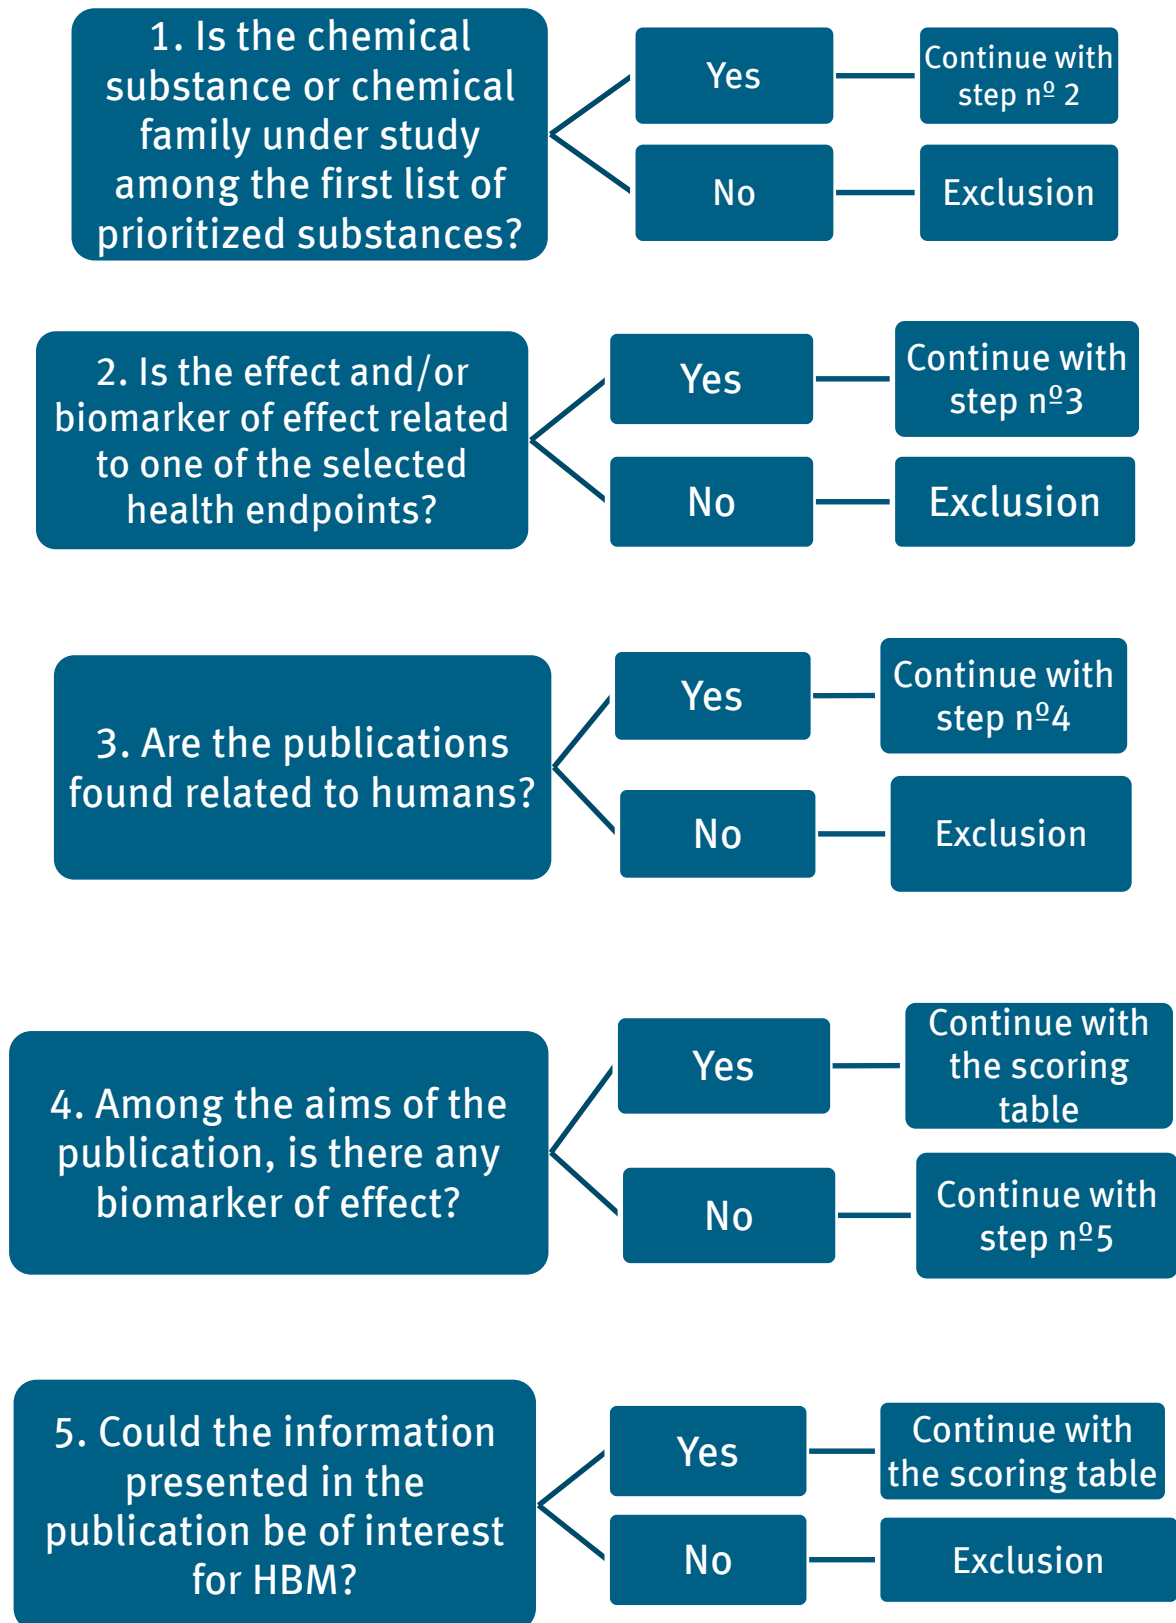 1. Is the chemical
substance or chemical
family under study
among the first list of
prioritized substances?
Yes
Continue with
step nº 2
No
Exclusion
2. Is the effect and/or
biomarker of effect related
to one of the selected
health endpoints?
Yes
Continue with
step nº3
No
Exclusion
3. Are the publications
found related to humans?
Yes
Continue with
step nº4
No
Exclusion
4. Among the aims of the
publication, is there any
biomarker of effect?
Yes
Continue with
the scoring
table
No
Continue with
step nº5
5. Could the information
presented in the
publication be of interest
for HBM?
Yes
Continue with
the scoring table
No
Exclusion